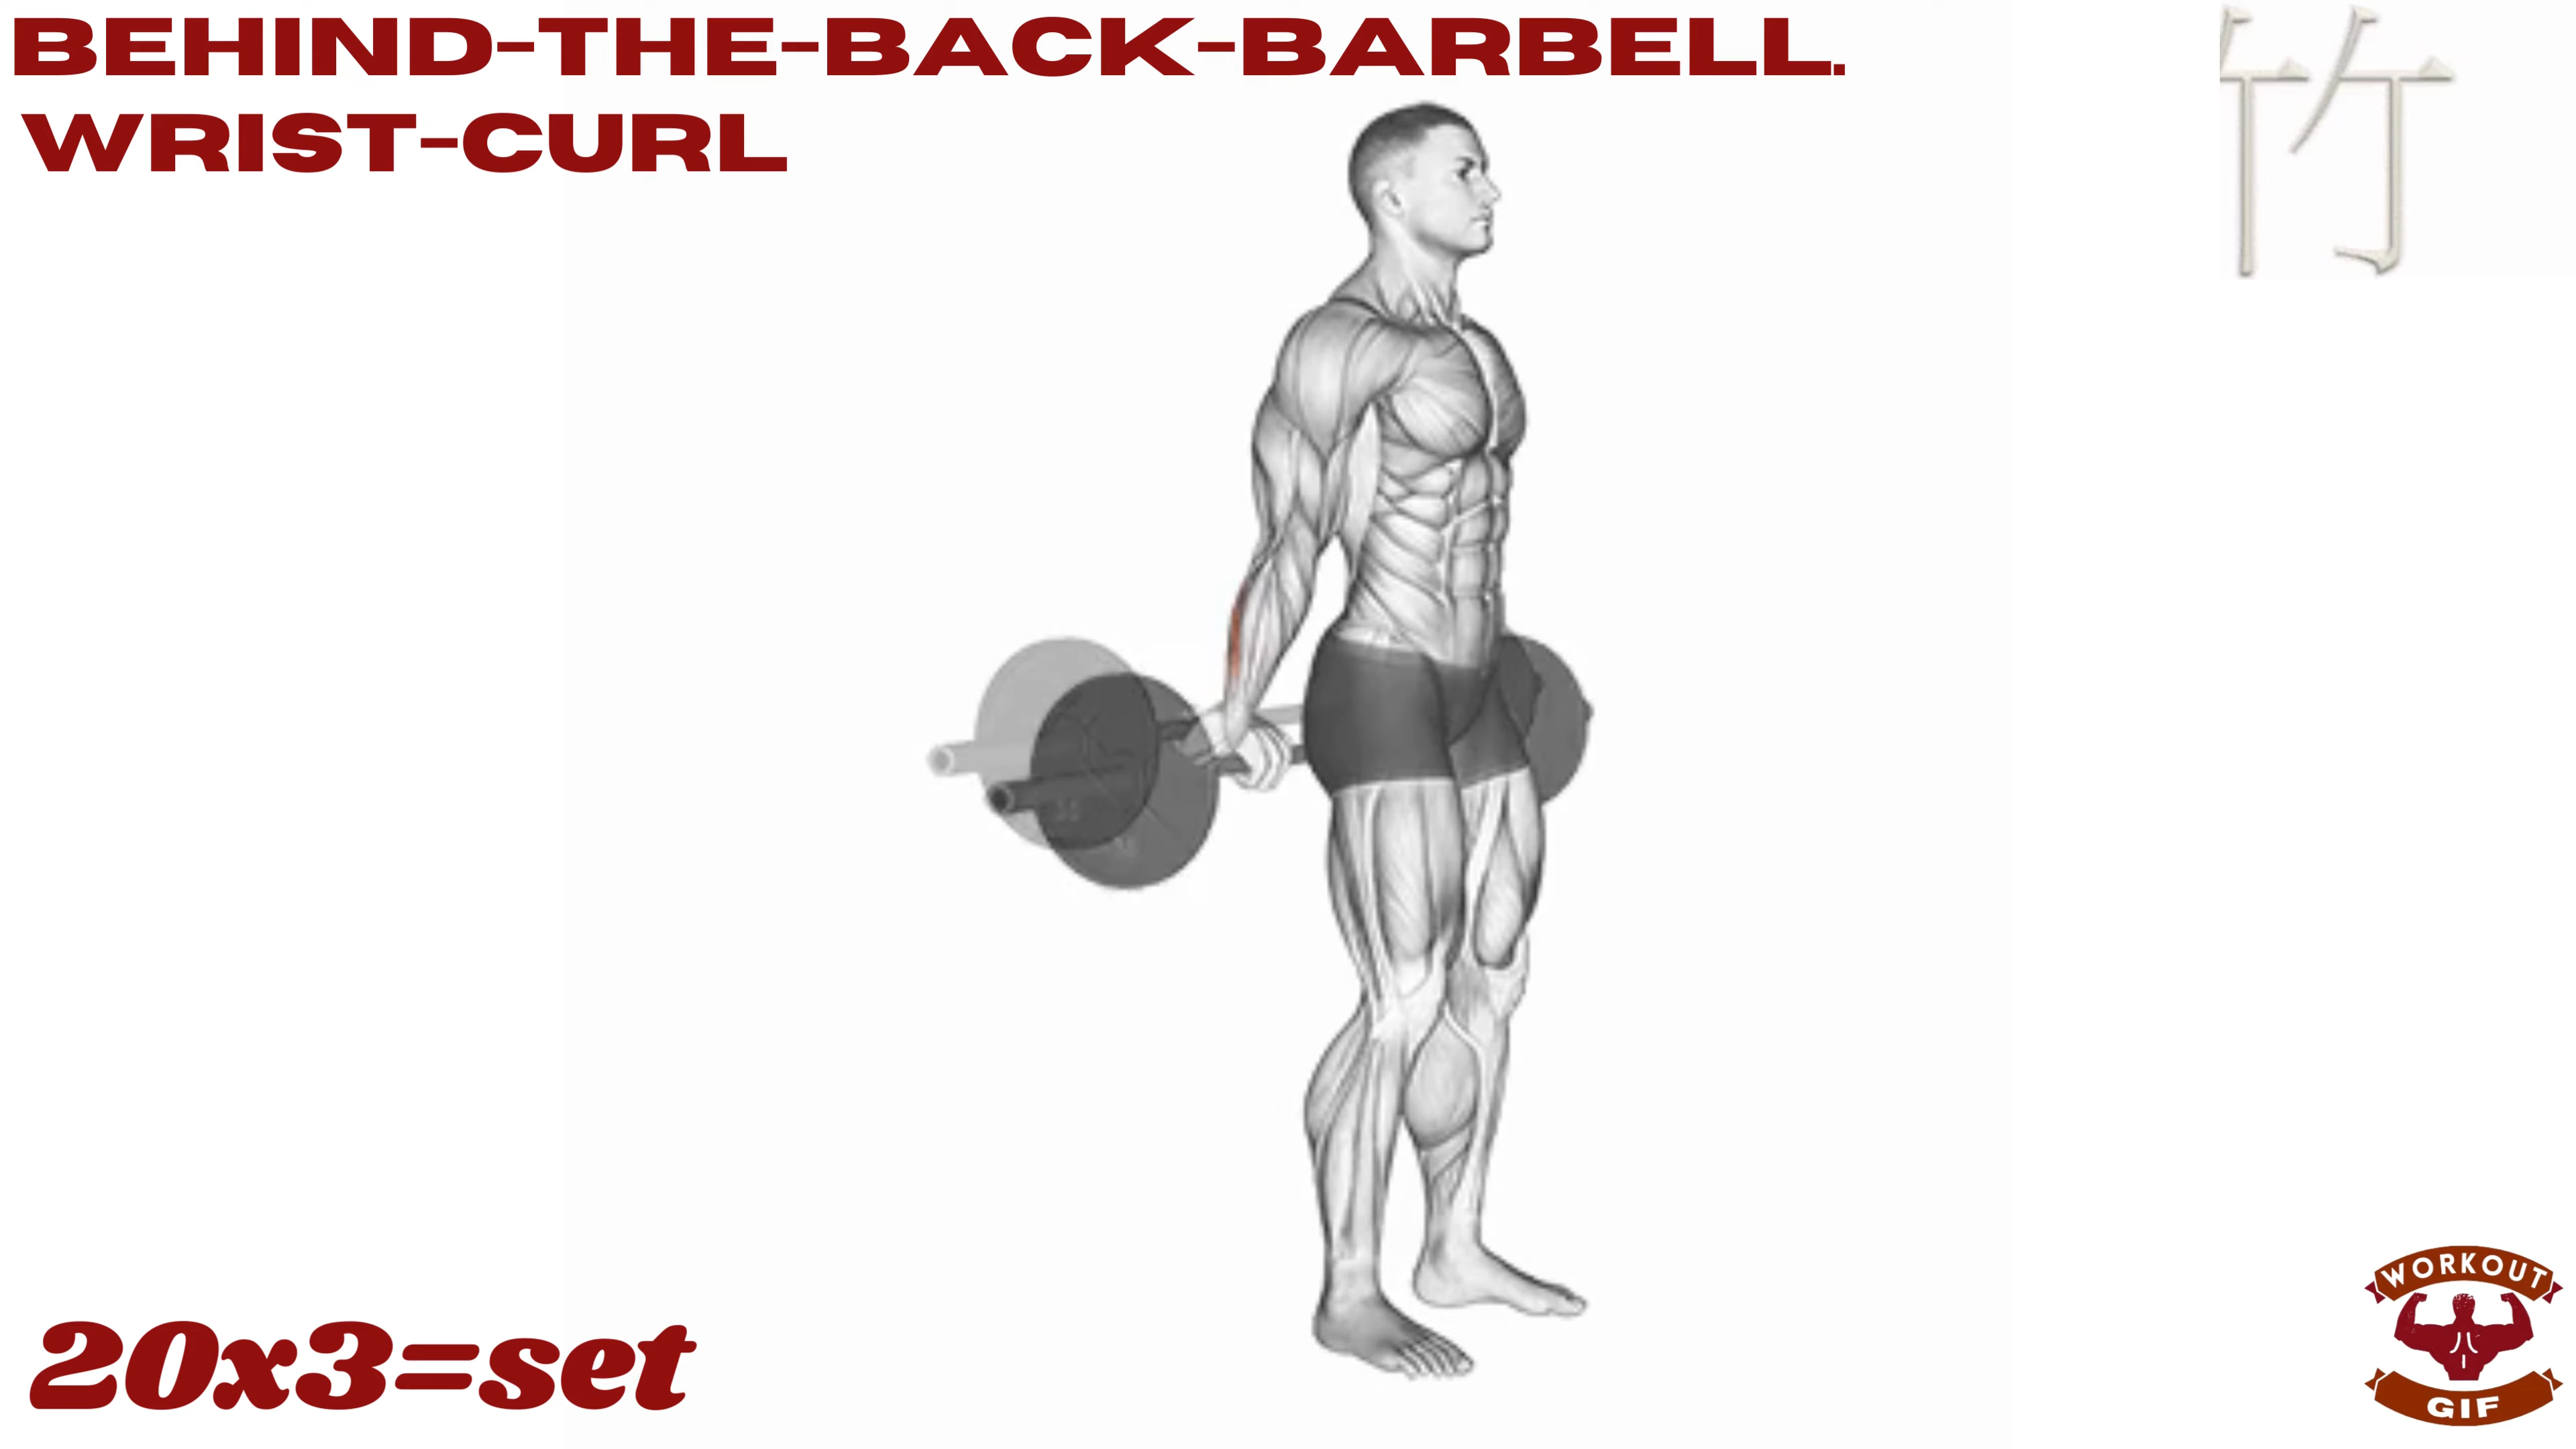 BEHIND-THE-BACK-BARBELL.
WRIST-CURL
竹
20x3=set
WORKOUT
GIF